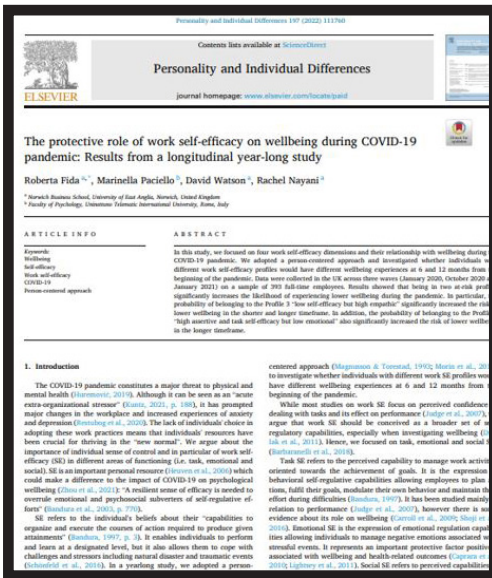 Personality and Individual Differences 197 (2022) 111760
Contents lists available at ScienceDirect
Personality and Individual Differences
ELSEVIER
journal homepage: www.elsevier.com/locate/paid
The protective role of work self-efficacy on wellbeing during COVID-19
pandemic: Results from a longitudinal year-long study
Roberta Fida a,*, Marinella Paciello b, David Watson a, Rachel Nayani a
a Norwich Business School, University of East Anglia, Norwich, United Kingdom
b Faculty of Psychology, Uninettuno Telematic International University, Rome, Italy
ARTICLE INFO
Keywords:
Wellbeing
Self-efficacy
Work self-efficacy
COVID-19
Person-centered approach
ABSTRACT
In this study, we focused on four work self-efficacy dimensions and their relationship with wellbeing during
COVID-19 pandemic. We adopted a person-centered approach and investigated whether individuals w
different work self-efficacy profiles would have different wellbeing experiences at 6 and 12 months from
beginning of the pandemic. Data were collected in the UK across three waves (January 2020, October 2020 a
January 2021) on a sample of 393 full-time employees. Results showed that being in two at-risk profi
significantly increases the likelihood of experiencing lower wellbeing during the pandemic. In particular,
probability of belonging to the Profile 3 "low self-efficacy but high empathic" significantly increased the risk
lower wellbeing in the shorter and longer timeframe. In addition, the probability of belonging to the Profile
"high assertive and task self-efficacy but low emotional" also significantly increased the risk of lower wellbei
in the longer timeframe.
1. Introduction
The COVID-19 pandemic constitutes a major threat to physical and
mental health (Horesh, 2019). Although it can be seen as an "acute
extra-organizational stressor" (Kuntz, 2021, p. 188), it has prompted
major changes in the workplace and increased experiences of anxiety
and depression (Restubog et al., 2020). The lack of individuals' choice in
adopting these work practices means that individuals' resources have
been crucial for thriving in the "new normal". We argue about the
importance of individual sense of control and in particular of work self-
efficacy (SE) in different areas of functioning (i.e. task, emotional and
social). SE is an important personal resource (Heuven et al., 2006) which
could make a difference to the impact of COVID-19 on psychological
wellbeing (Zhou et al., 2021): "A resilient sense of efficacy is needed to
overrule emotional and psychosocial subverters of self-regulative ef-
forts" (Bandura et al., 2003, p. 770).
SE refers to the individual's beliefs about their "capabilities to
organize and execute the courses of action required to produce given
attainments" (Bandura, 1997, p. 3). It enables individuals to perform
and learn at a designated level, but it also allows them to cope with
challenges and stressors including natural disaster and traumatic events
(Schönfeld et al., 2016). In a yearlong study, we adopted a person-
centered approach (Magnusson & Torestad, 1993; Morin et al., 201
to investigate whether individuals with different work SE profiles wou
have different wellbeing experiences at 6 and 12 months from t
beginning of the pandemic.
While most studies on work SE focus on perceived confidence
dealing with tasks and its effect on performance (Judge et al., 2007),
argue that work SE should be conceived as a broader set of se
regulatory capabilities, especially when investigating wellbeing (
lak et al., 2011). Hence, we focused on task, emotional and social S
(Barbaranelli et al., 2018).
Task SE refers to the perceived capability to manage work activit
oriented towards the achievement of goals. It is the expression
behavioral self-regulative capabilities allowing employees to plan
tions, fulfil their goals, modulate their own behavior and maintain th
effort during difficulties (Bandura, 1997). It has been studied mainly
relation to performance (Judge et al., 2007), however there is so
evidence about its role on wellbeing (Carroll et al., 2009; Shoji et
2016). Emotional SE is the expression of emotional regulation capab
ities allowing individuals to manage negative emotions associated w
stressful events. It represents an important protective factor positiv
associated with wellbeing and health-related outcomes (Caprara et
2010; Lightsey et al., 2011). Social SE refers to perceived capabilities